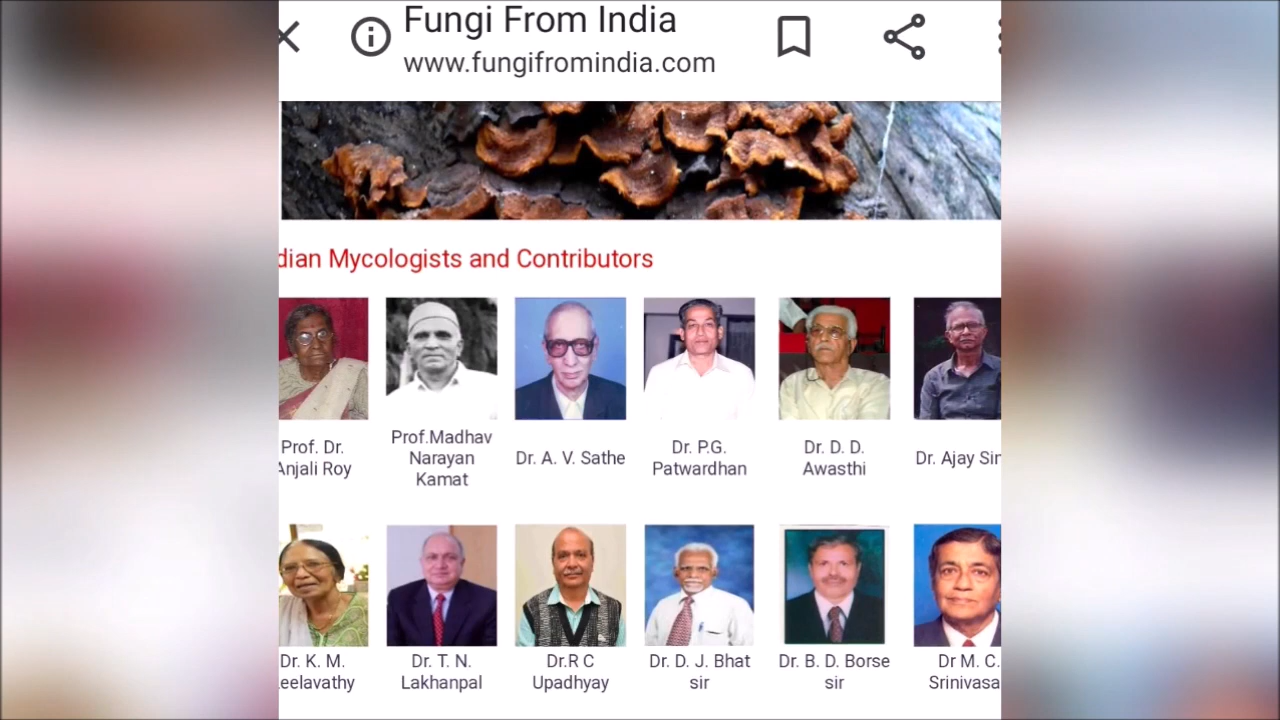 Fungi From India
www.fungifromindia.com
dian Mycologists and Contributors
Prof. Dr.
Anjali Roy
Prof.Madhav
Narayan
Kamat
Dr. A. V. Sathe
Dr. P.G.
Patwardhan
Dr. D. D.
Awasthi
Dr. Ajay Sin
Dr. K. M.
eelavathy
Dr. T. N.
Lakhanpal
Dr.R C
Upadhyay
Dr. D. J. Bhat
sir
Dr. B. D. Borse
sir
Dr M. C.
Srinivasa